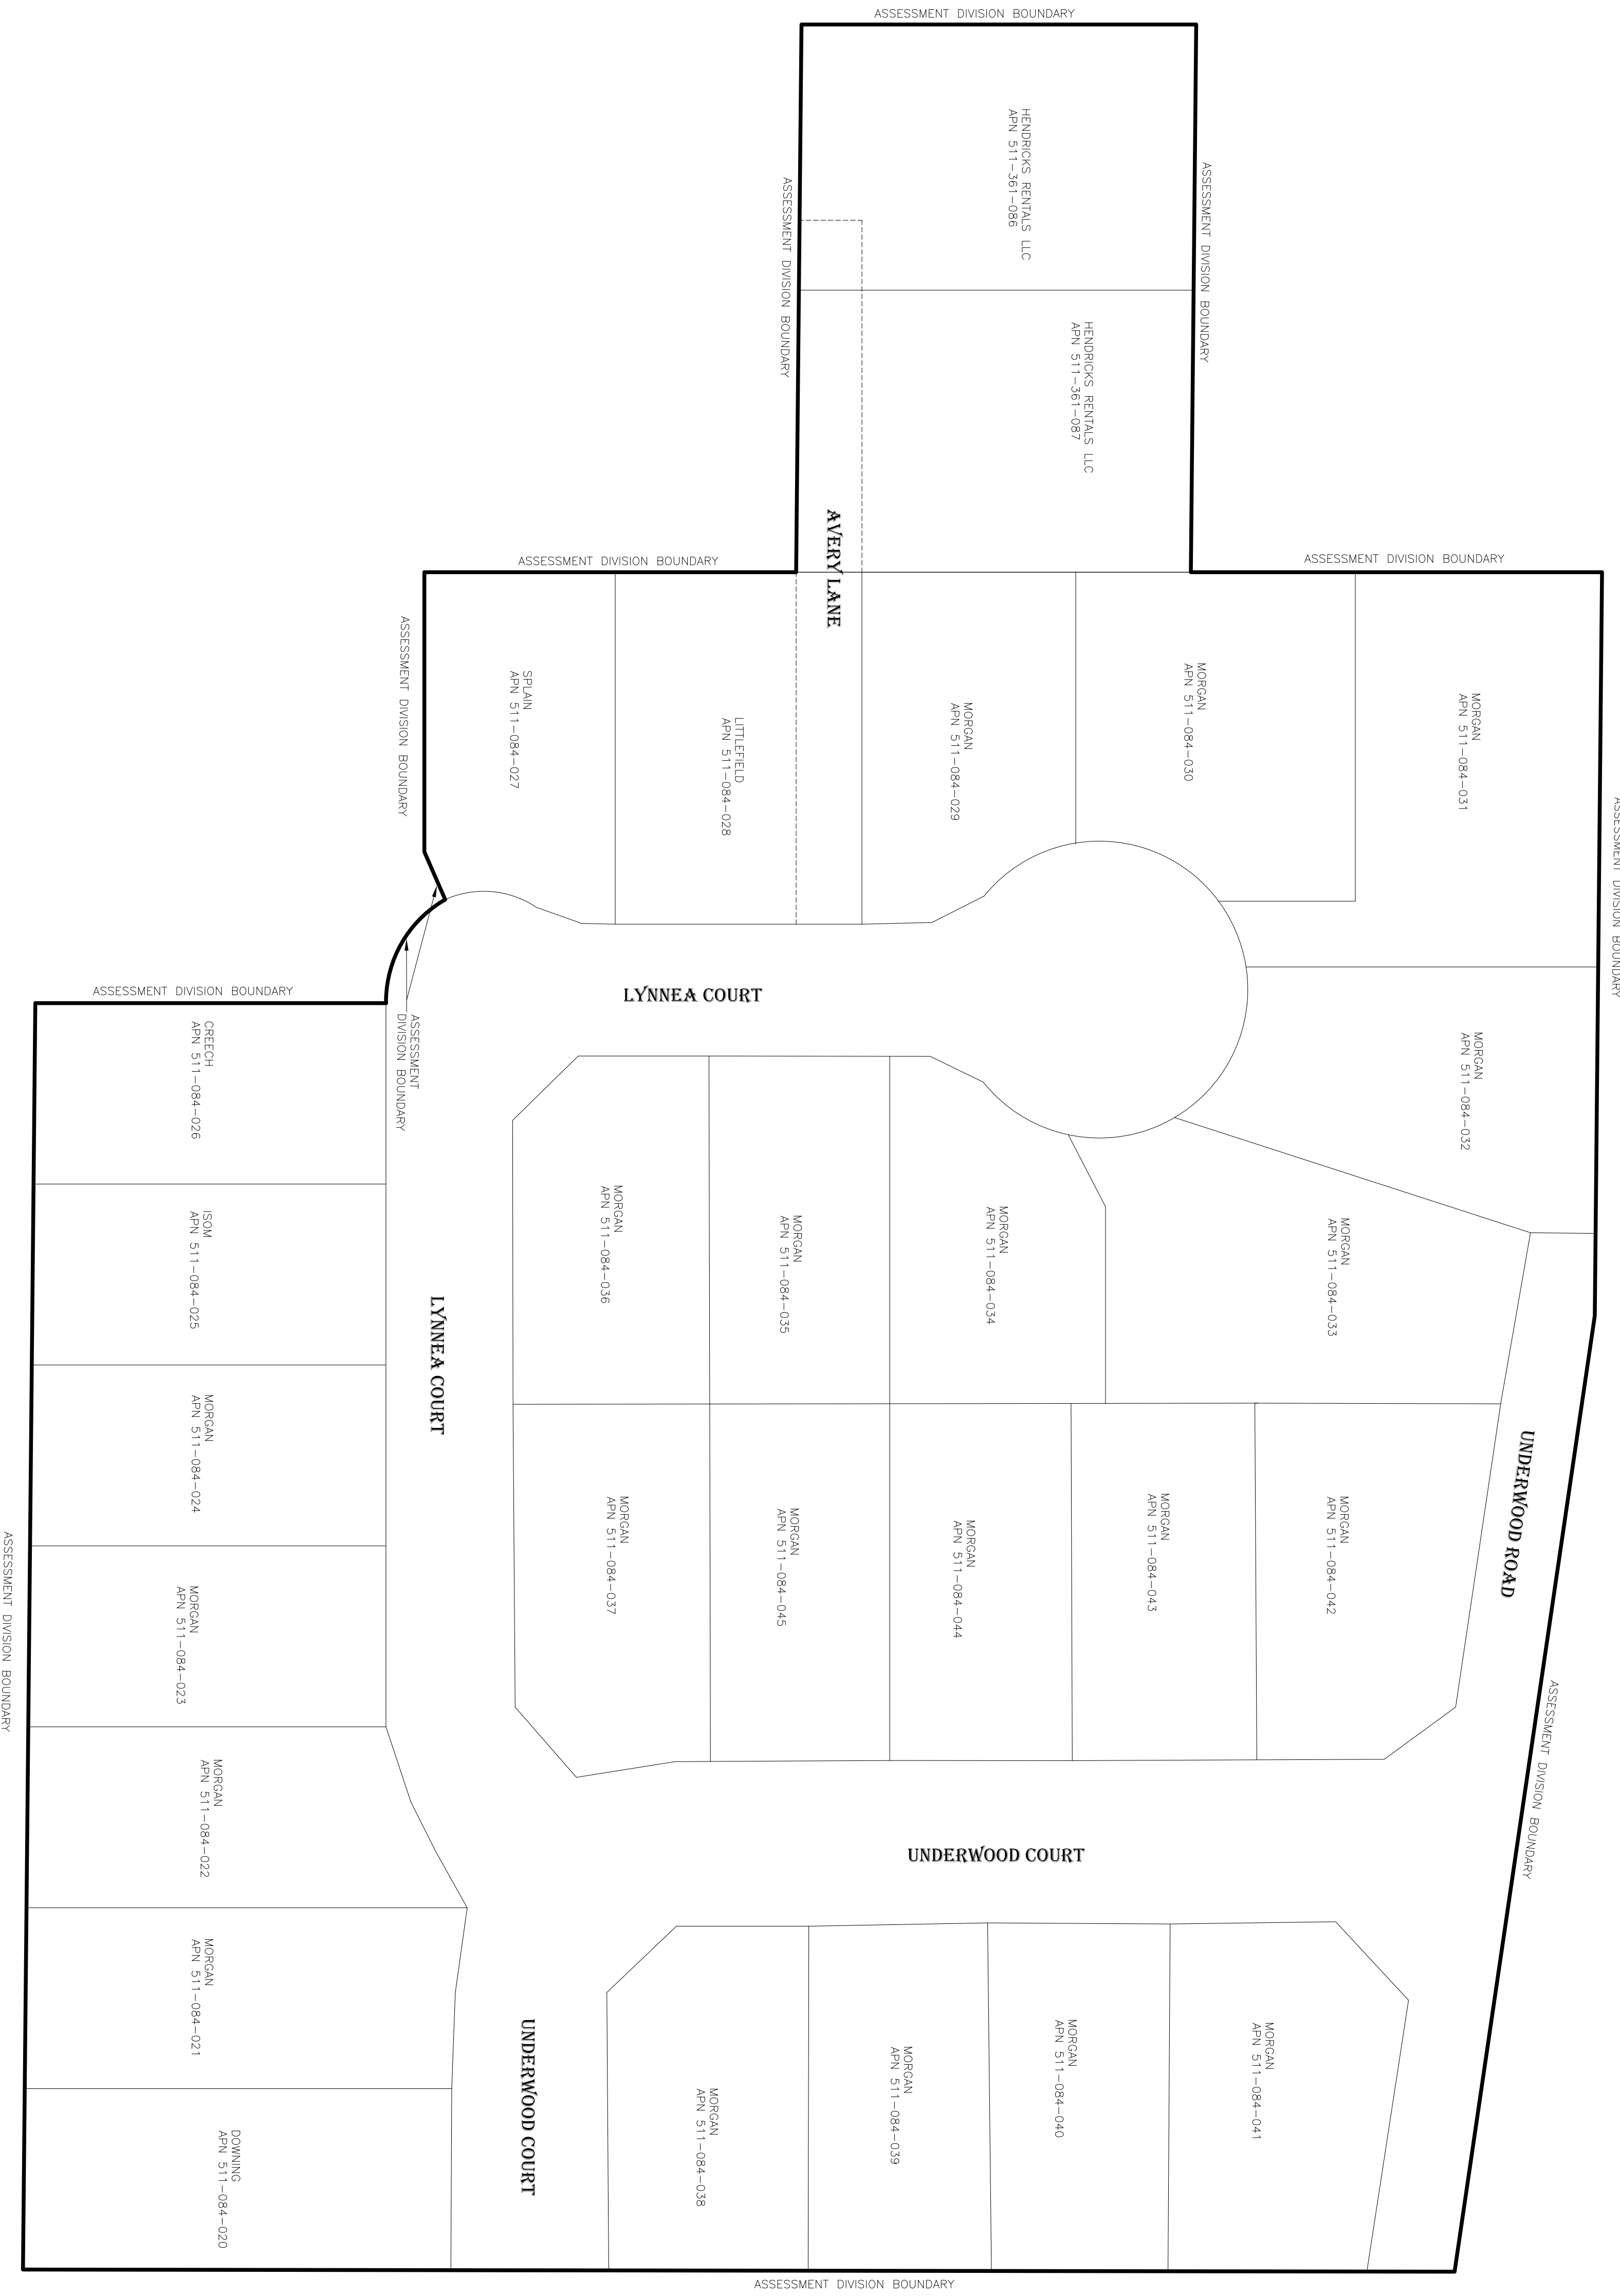 ASSESSMENT DIVISION BOUNDARY
HENDRICKS RENTALS LLC
APN 511-361-086
ASSESSMENT DIVISION BOUNDARY
ASSESSMENT DIVISION BOUNDARY
HENDRICKS RENTALS LLC
APN 511-361-087
AVERY LANE
ASSESSMENT DIVISION BOUNDARY
ASSESSMENT DIVISION BOUNDARY
ASSESSMENT DIVISION BOUNDARY
SPLAIN
APN 511-084-027
LITTLEFIELD
APN 511-084-028
MORGAN
APN 511-084-029
MORGAN
APN 511-084-030
MORGAN
APN 511-084-031
ASSESSMENT DIVISION BOUNDARY
LYNNEA COURT
ASSESSMENT DIVISION BOUNDARY
ASSESSMENT
DIVISION BOUNDARY
CREECH
APN 511-084-026
MORGAN
APN 511-084-032
ISOM
APN 511-084-025
MORGAN
APN 511-084-036
MORGAN
APN 511-084-035
MORGAN
APN 511-084-034
MORGAN
APN 511-084-033
LYNNEA COURT
MORGAN
APN 511-084-024
UNDERWOOD ROAD
ASSESSMENT DIVISION BOUNDARY
MORGAN
APN 511-084-023
MORGAN
APN 511-084-037
MORGAN
APN 511-084-045
MORGAN
APN 511-084-044
MORGAN
APN 511-084-043
MORGAN
APN 511-084-042
ASSESSMENT DIVISION BOUNDARY
MORGAN
APN 511-084-022
UNDERWOOD COURT
MORGAN
APN 511-084-021
UNDERWOOD COURT
MORGAN
APN 511-084-038
MORGAN
APN 511-084-039
MORGAN
APN 511-084-040
MORGAN
APN 511-084-041
DOWNING
APN 511-084-020
ASSESSMENT DIVISION BOUNDARY